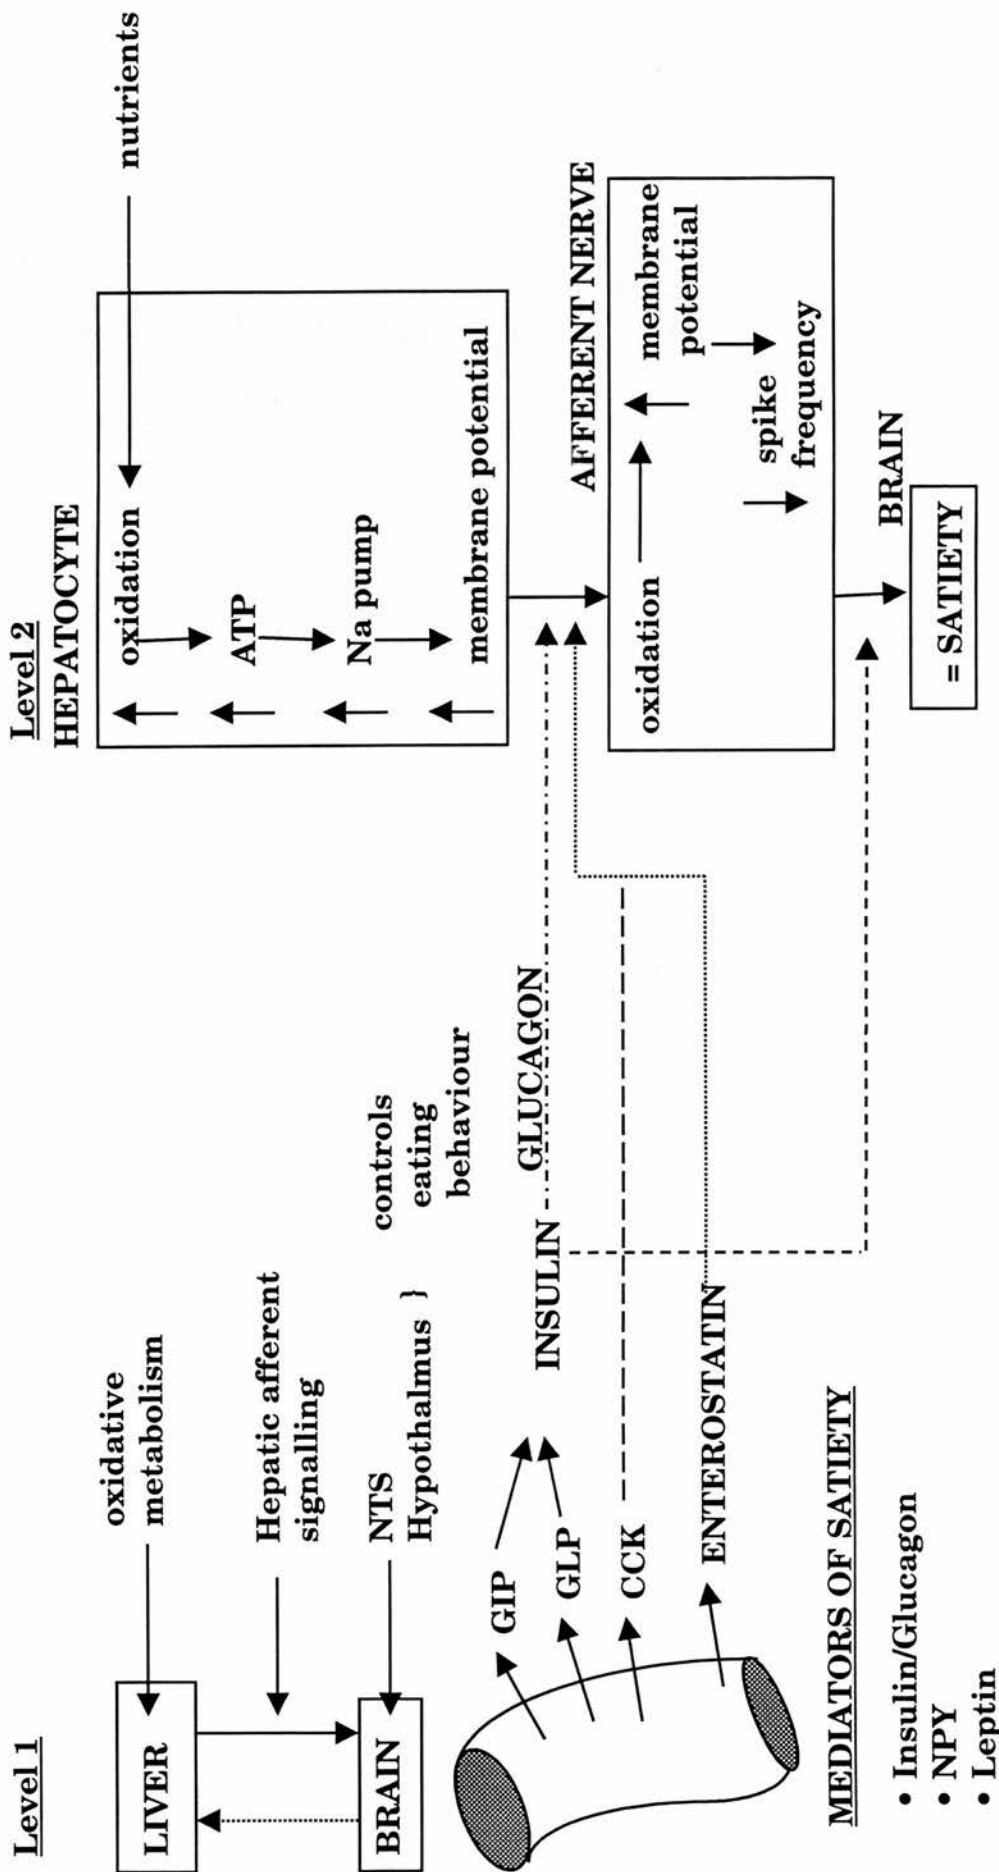 Level 1
LIVER
oxidative
metabolism
Hepatic afferent
signalling
BRAIN
NTS
Hypothalmus }
controls
eating
behaviour
GIP
GLP
CCK
ENTEROSTATIN
INSULIN
GLUCAGON
MEDIATORS OF SATIETY
• Insulin/Glucagon
• NPY
• Leptin
Level 2
HEPATOCYTE
oxidation
nutrients
ATP
Na pump
membrane potential
AFFERENT NERVE
oxidation
membrane
potential
spike
frequency
BRAIN
= SATIETY